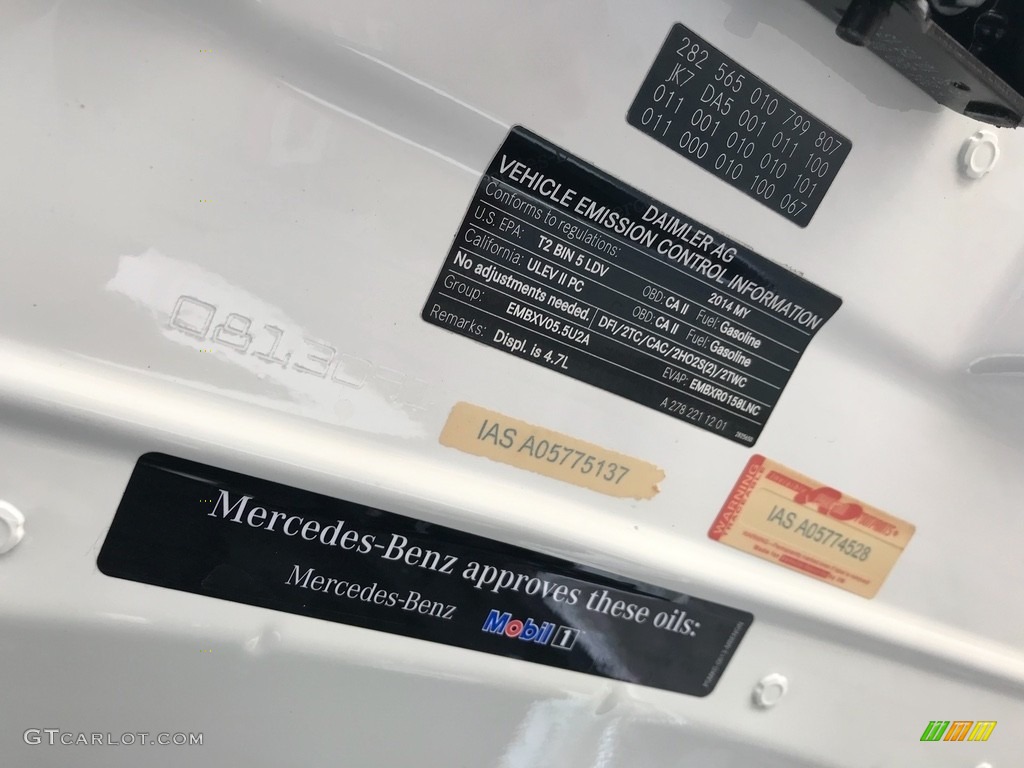 282 565 010 799 807
JK7 DA5 001 011 100
011 001 010 010 101
011 000 010 100 067
DAIMLER AG
VEHICLE EMISSION CONTROL INFORMATION
Conforms to regulations: 2014 MY
U.S. EPA: T2 BIN 5 LDV OBD: CA II Fuel: Gasoline
California: ULEV II PC OBD: CA II Fuel: Gasoline
No adjustments needed. DFI/2TC/CAC/2HO2S(2)/2TWC
Group: EMBXV05.5U2A EVAP: EMBXR0158LNC
Remarks: Displ. is 4.7L
A 278 221 12 01
0813
IAS A05775137
WARNING
IAS A05774528
Mercedes-Benz approves these oils:
Mercedes-Benz Mobil 1
GTCARLOT.COM